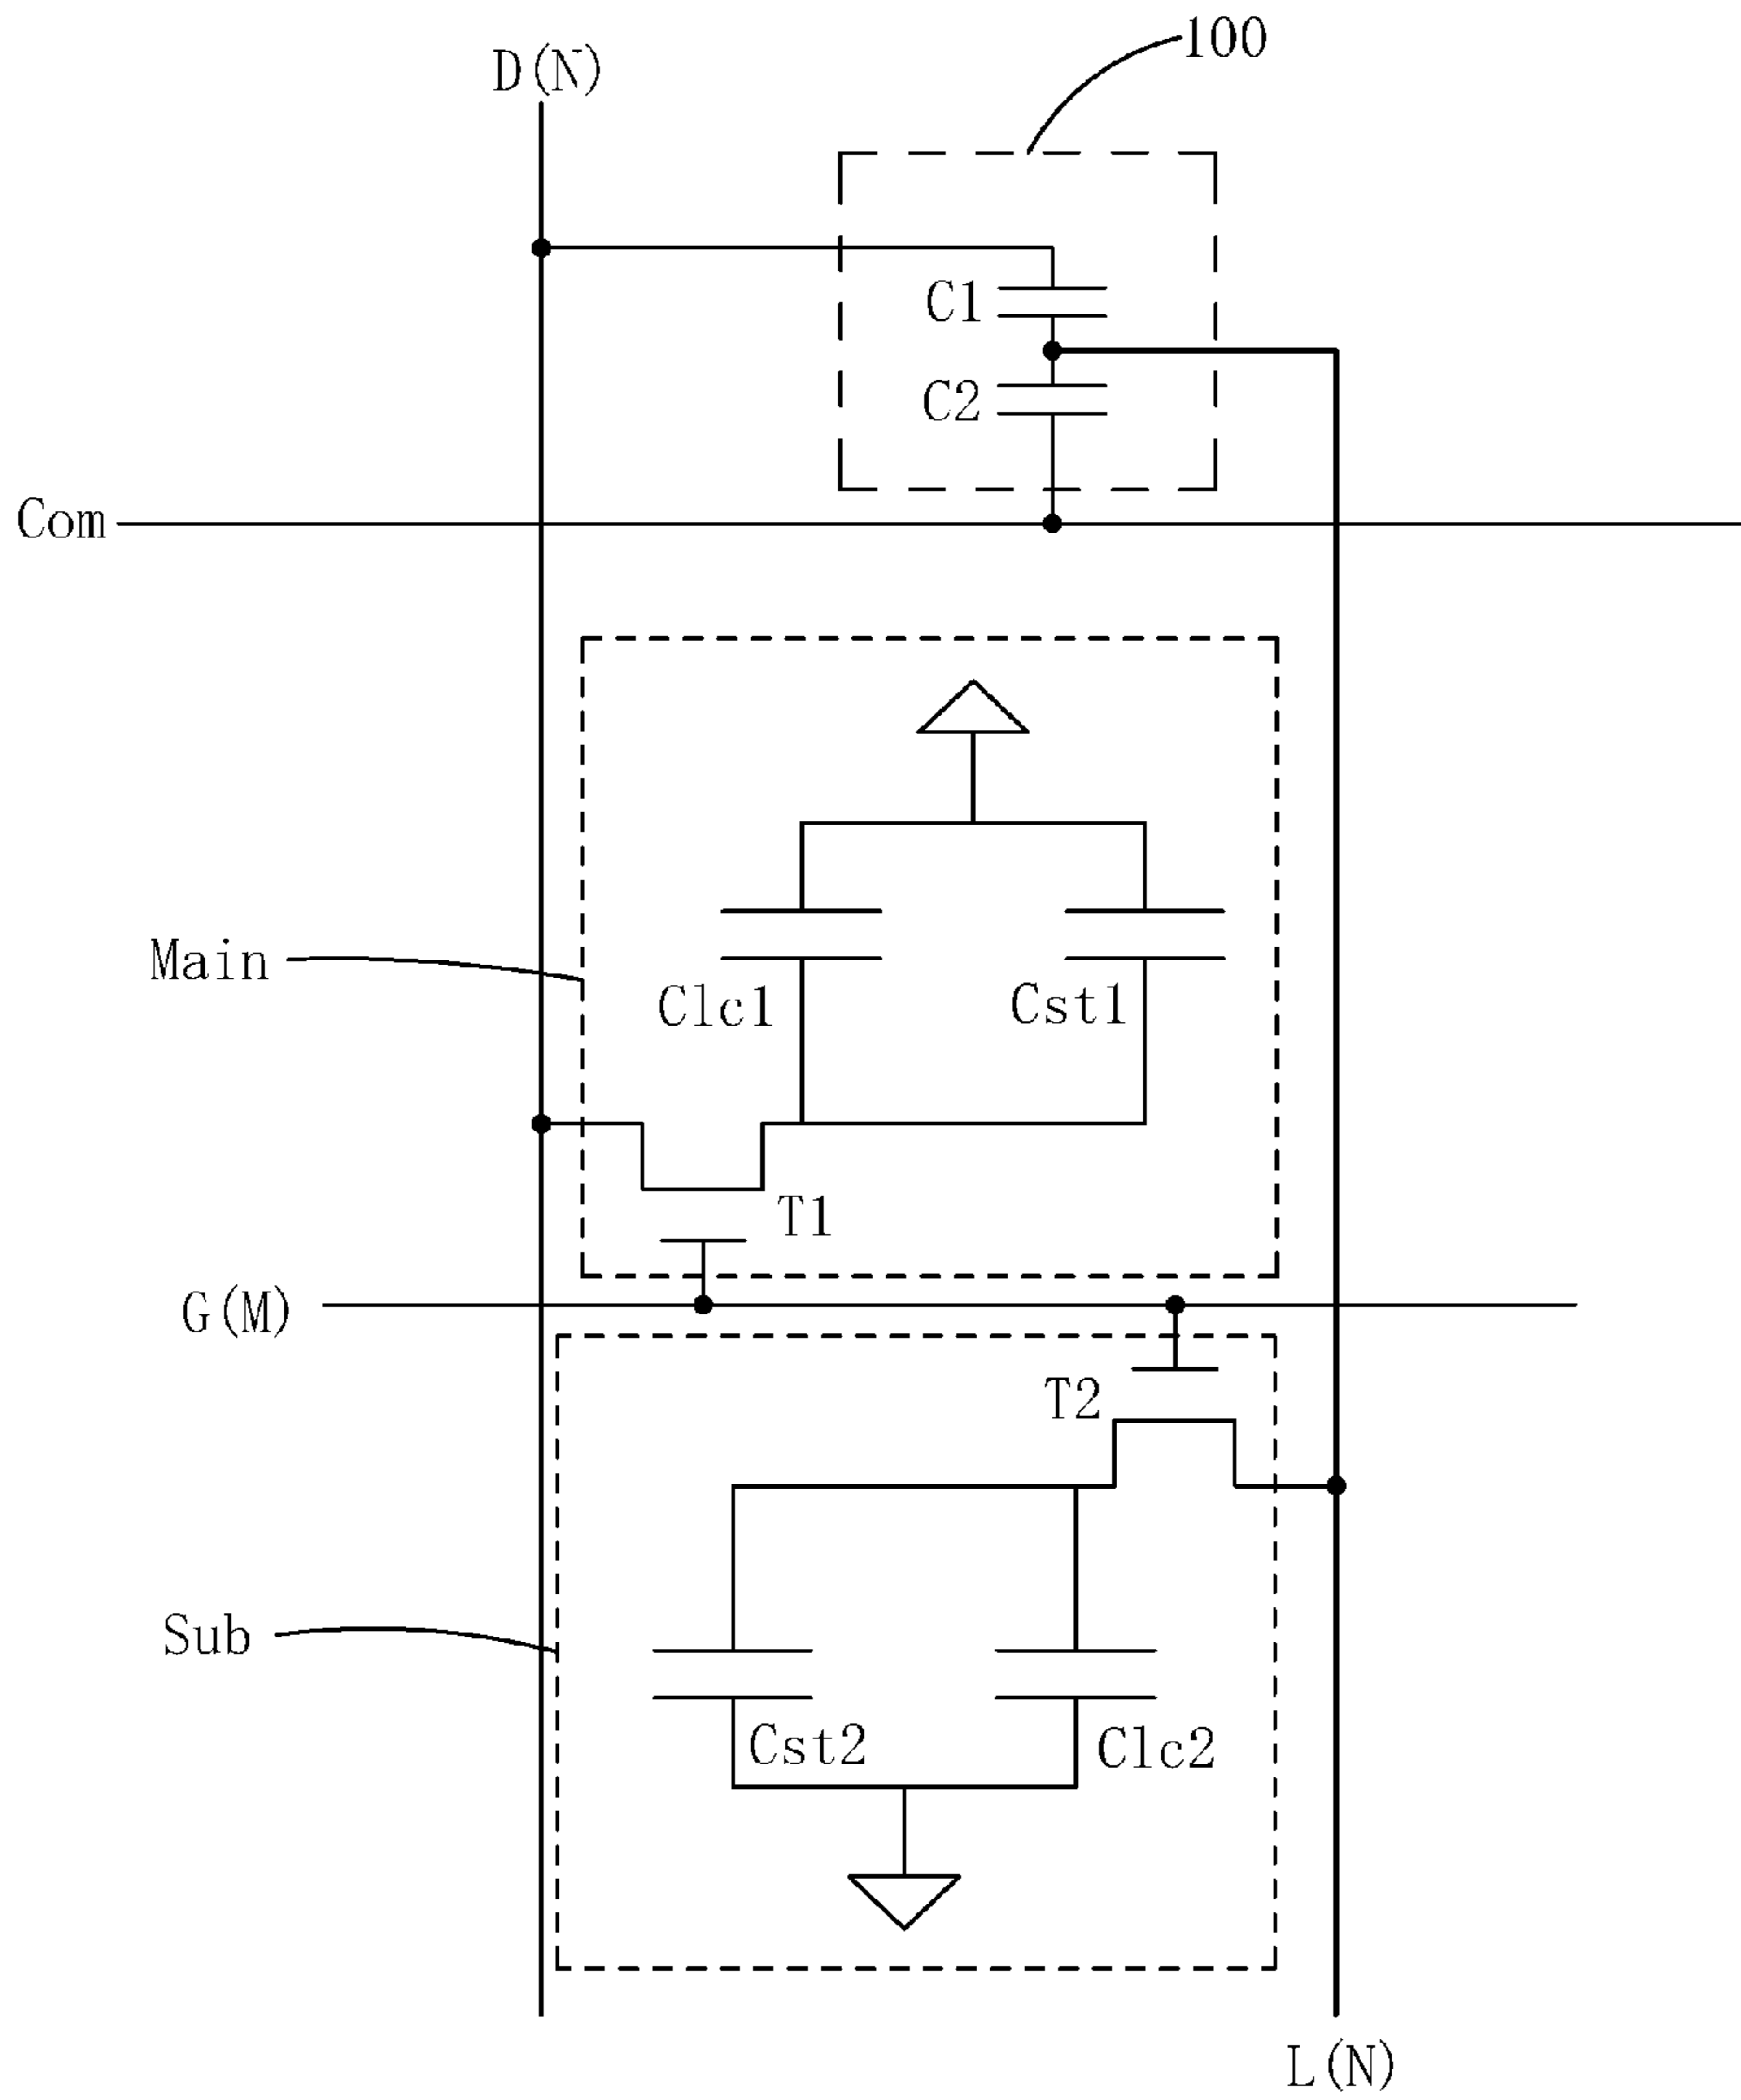 100
D(N)
C1
C2
Com
Main
Clc1
Cst1
T1
G(M)
T2
Sub
Cst2
Clc2
L(N)